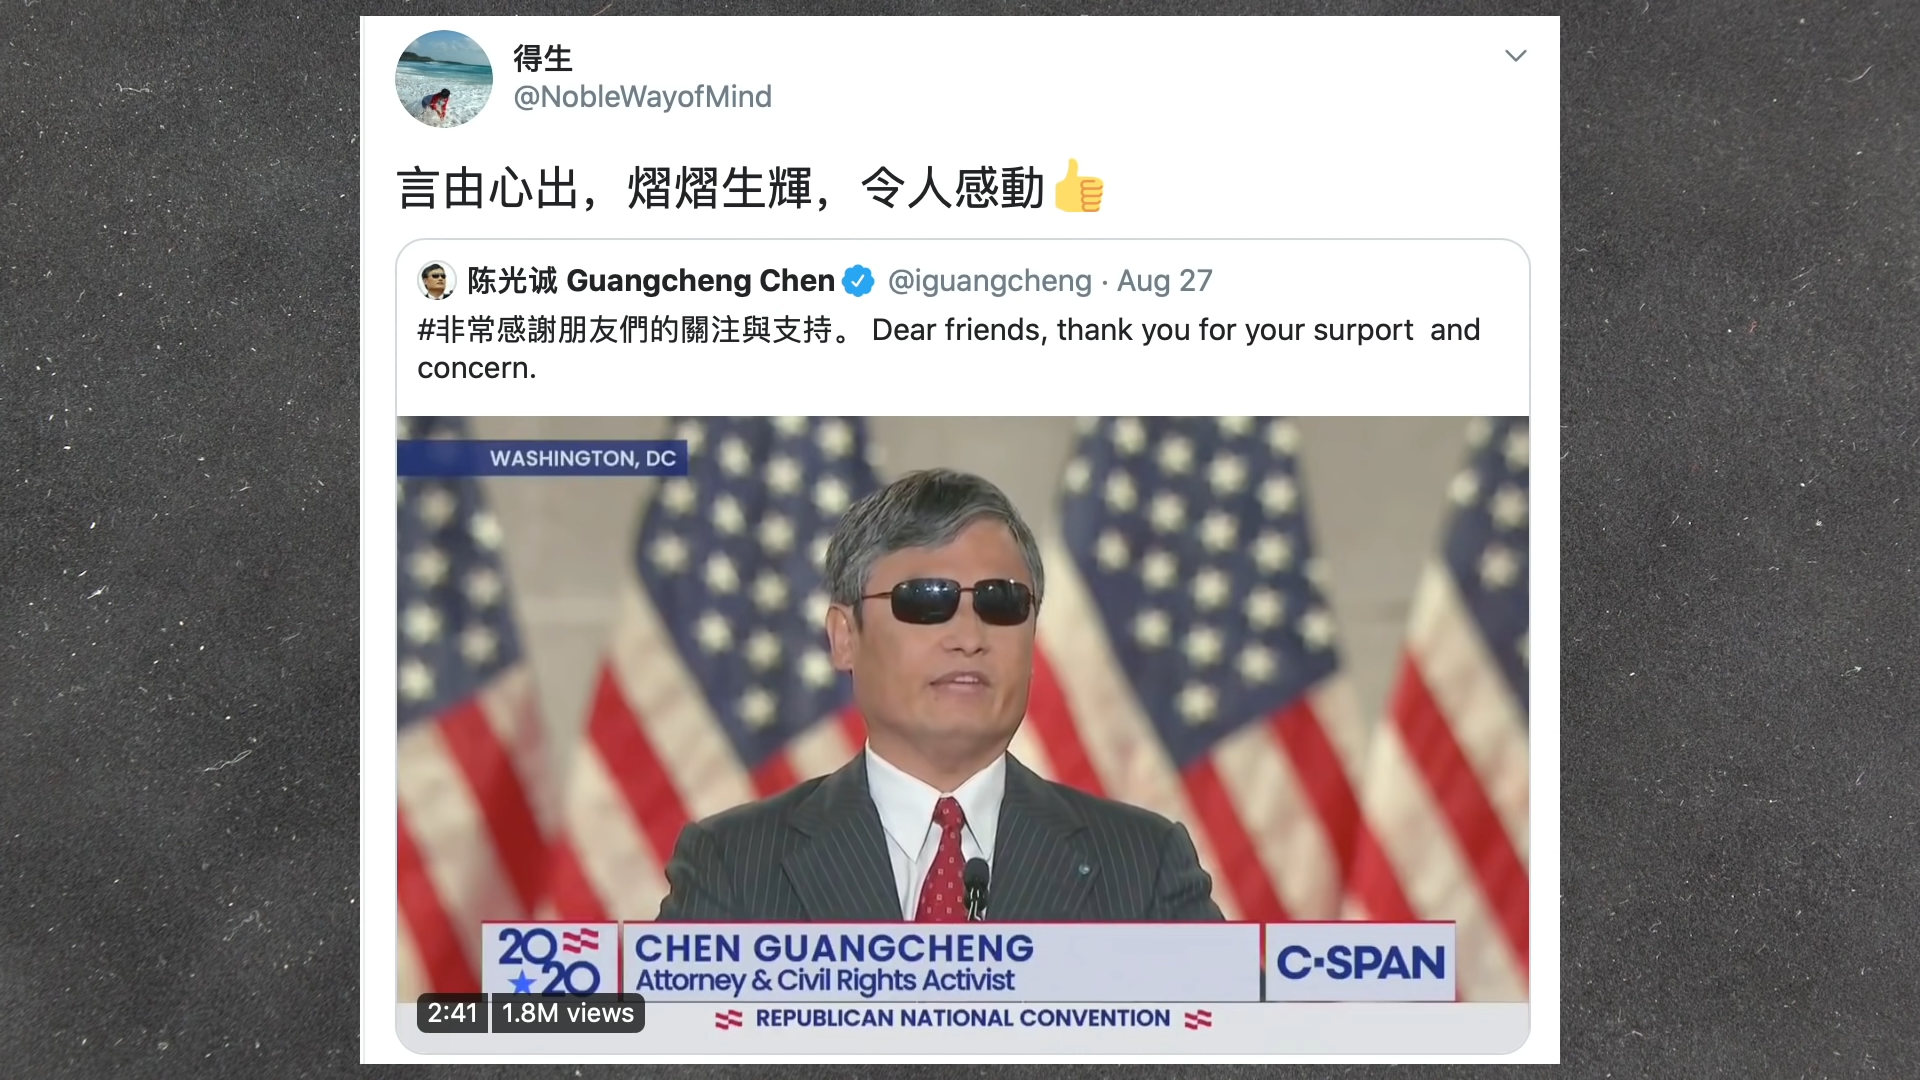 得生
@NobleWayofMind
言由心出，熠熠生輝，令人感動👍
陈光诚 Guangcheng Chen @iguangcheng · Aug 27
#非常感謝朋友們的關注與支持。 Dear friends, thank you for your surport  and
concern.
WASHINGTON, DC
20
20
CHEN GUANGCHENG
Attorney & Civil Rights Activist
C·SPAN
2:41
1.8M views
REPUBLICAN NATIONAL CONVENTION